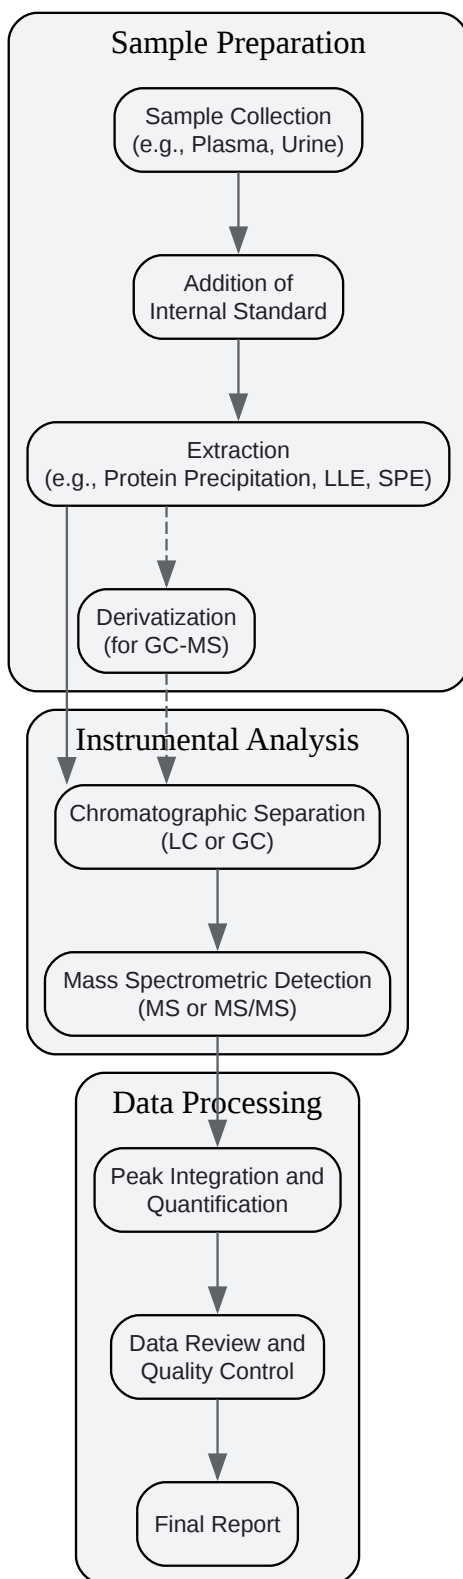 Sample Preparation
Sample Collection
(e.g., Plasma, Urine)
Addition of
Internal Standard
Extraction
(e.g., Protein Precipitation, LLE, SPE)
Derivatization
(for GC-MS)
Instrumental Analysis
Chromatographic Separation
(LC or GC)
Mass Spectrometric Detection
(MS or MS/MS)
Data Processing
Peak Integration and
Quantification
Data Review and
Quality Control
Final Report